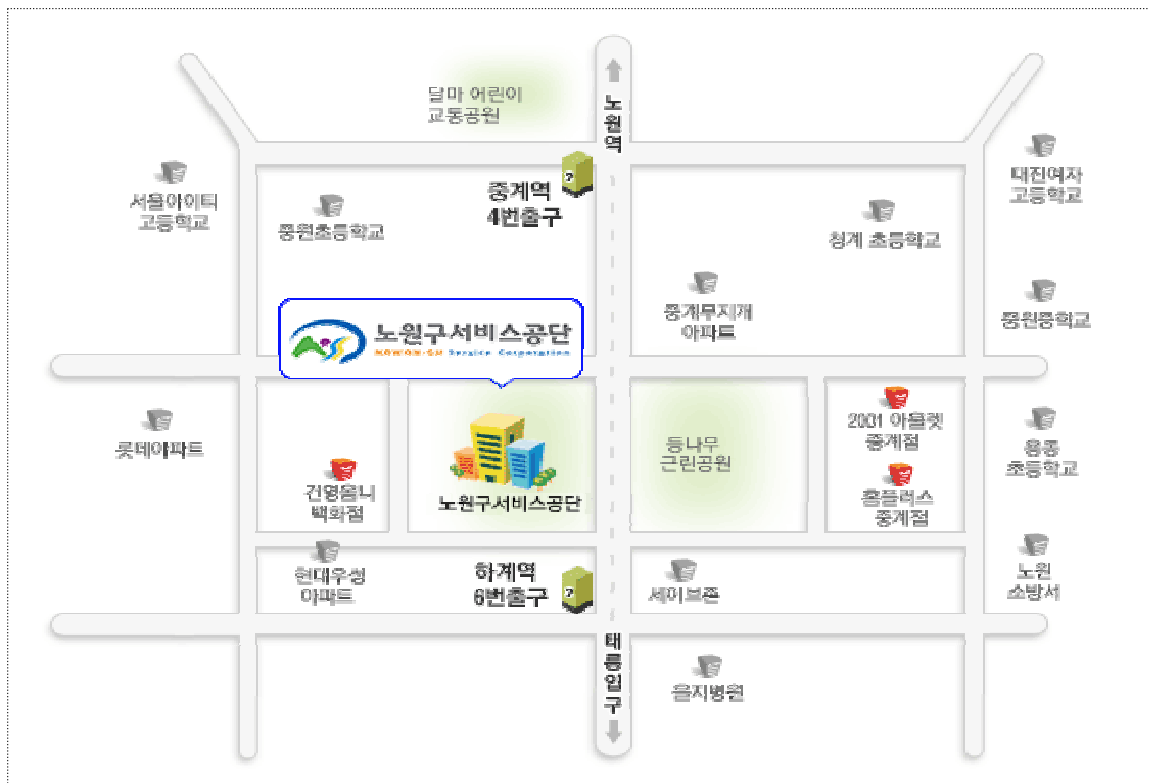 달마 어린이
교통공원
노원역
중계역
4번출구
서울아이티
고등학교
중원초등학교
청계 초등학교
대진여자
고등학교
중계무지개
아파트
중원중학교
노원구서비스공단
NOWON-GU Service Corporation
롯데아파트
건영옴니
백화점
노원구서비스공단
등나무
근린공원
2001 아울렛
중계점
홈플러스
중계점
용동
초등학교
현대우성
아파트
하계역
6번출구
세이브존
노원
소방서
태릉입구
을지병원